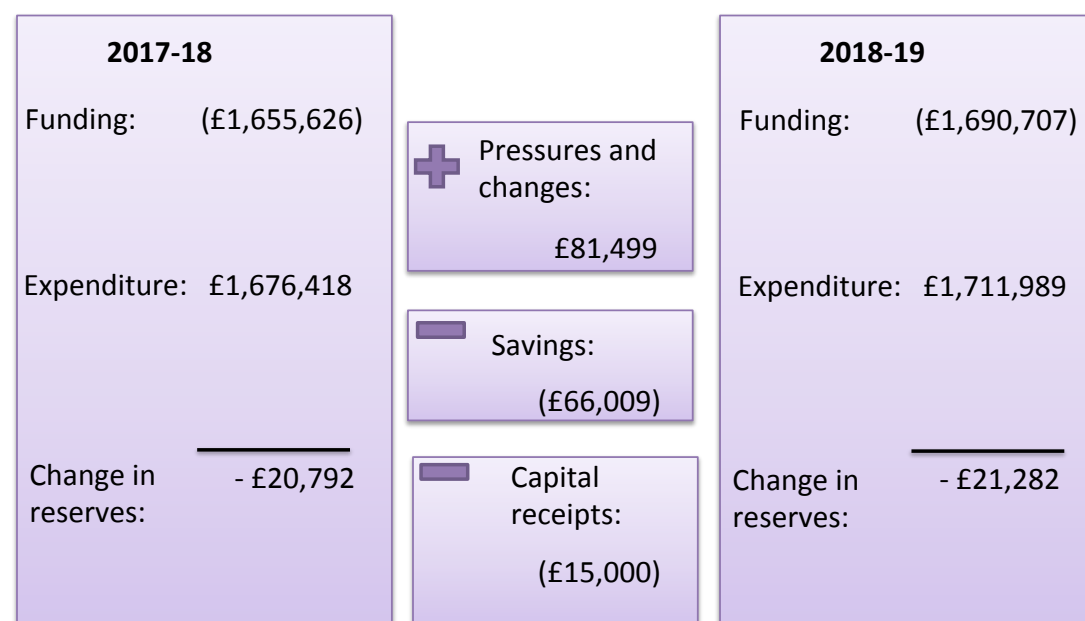 2017-18
Funding: (£1,655,626)
Expenditure: £1,676,418
Change in - £20,792
reserves:
Pressures and
changes:
£81,499
Savings:
(£66,009)
Capital
receipts:
(£15,000)
2018-19
Funding: (£1,690,707)
Expenditure: £1,711,989
Change in - £21,282
reserves: